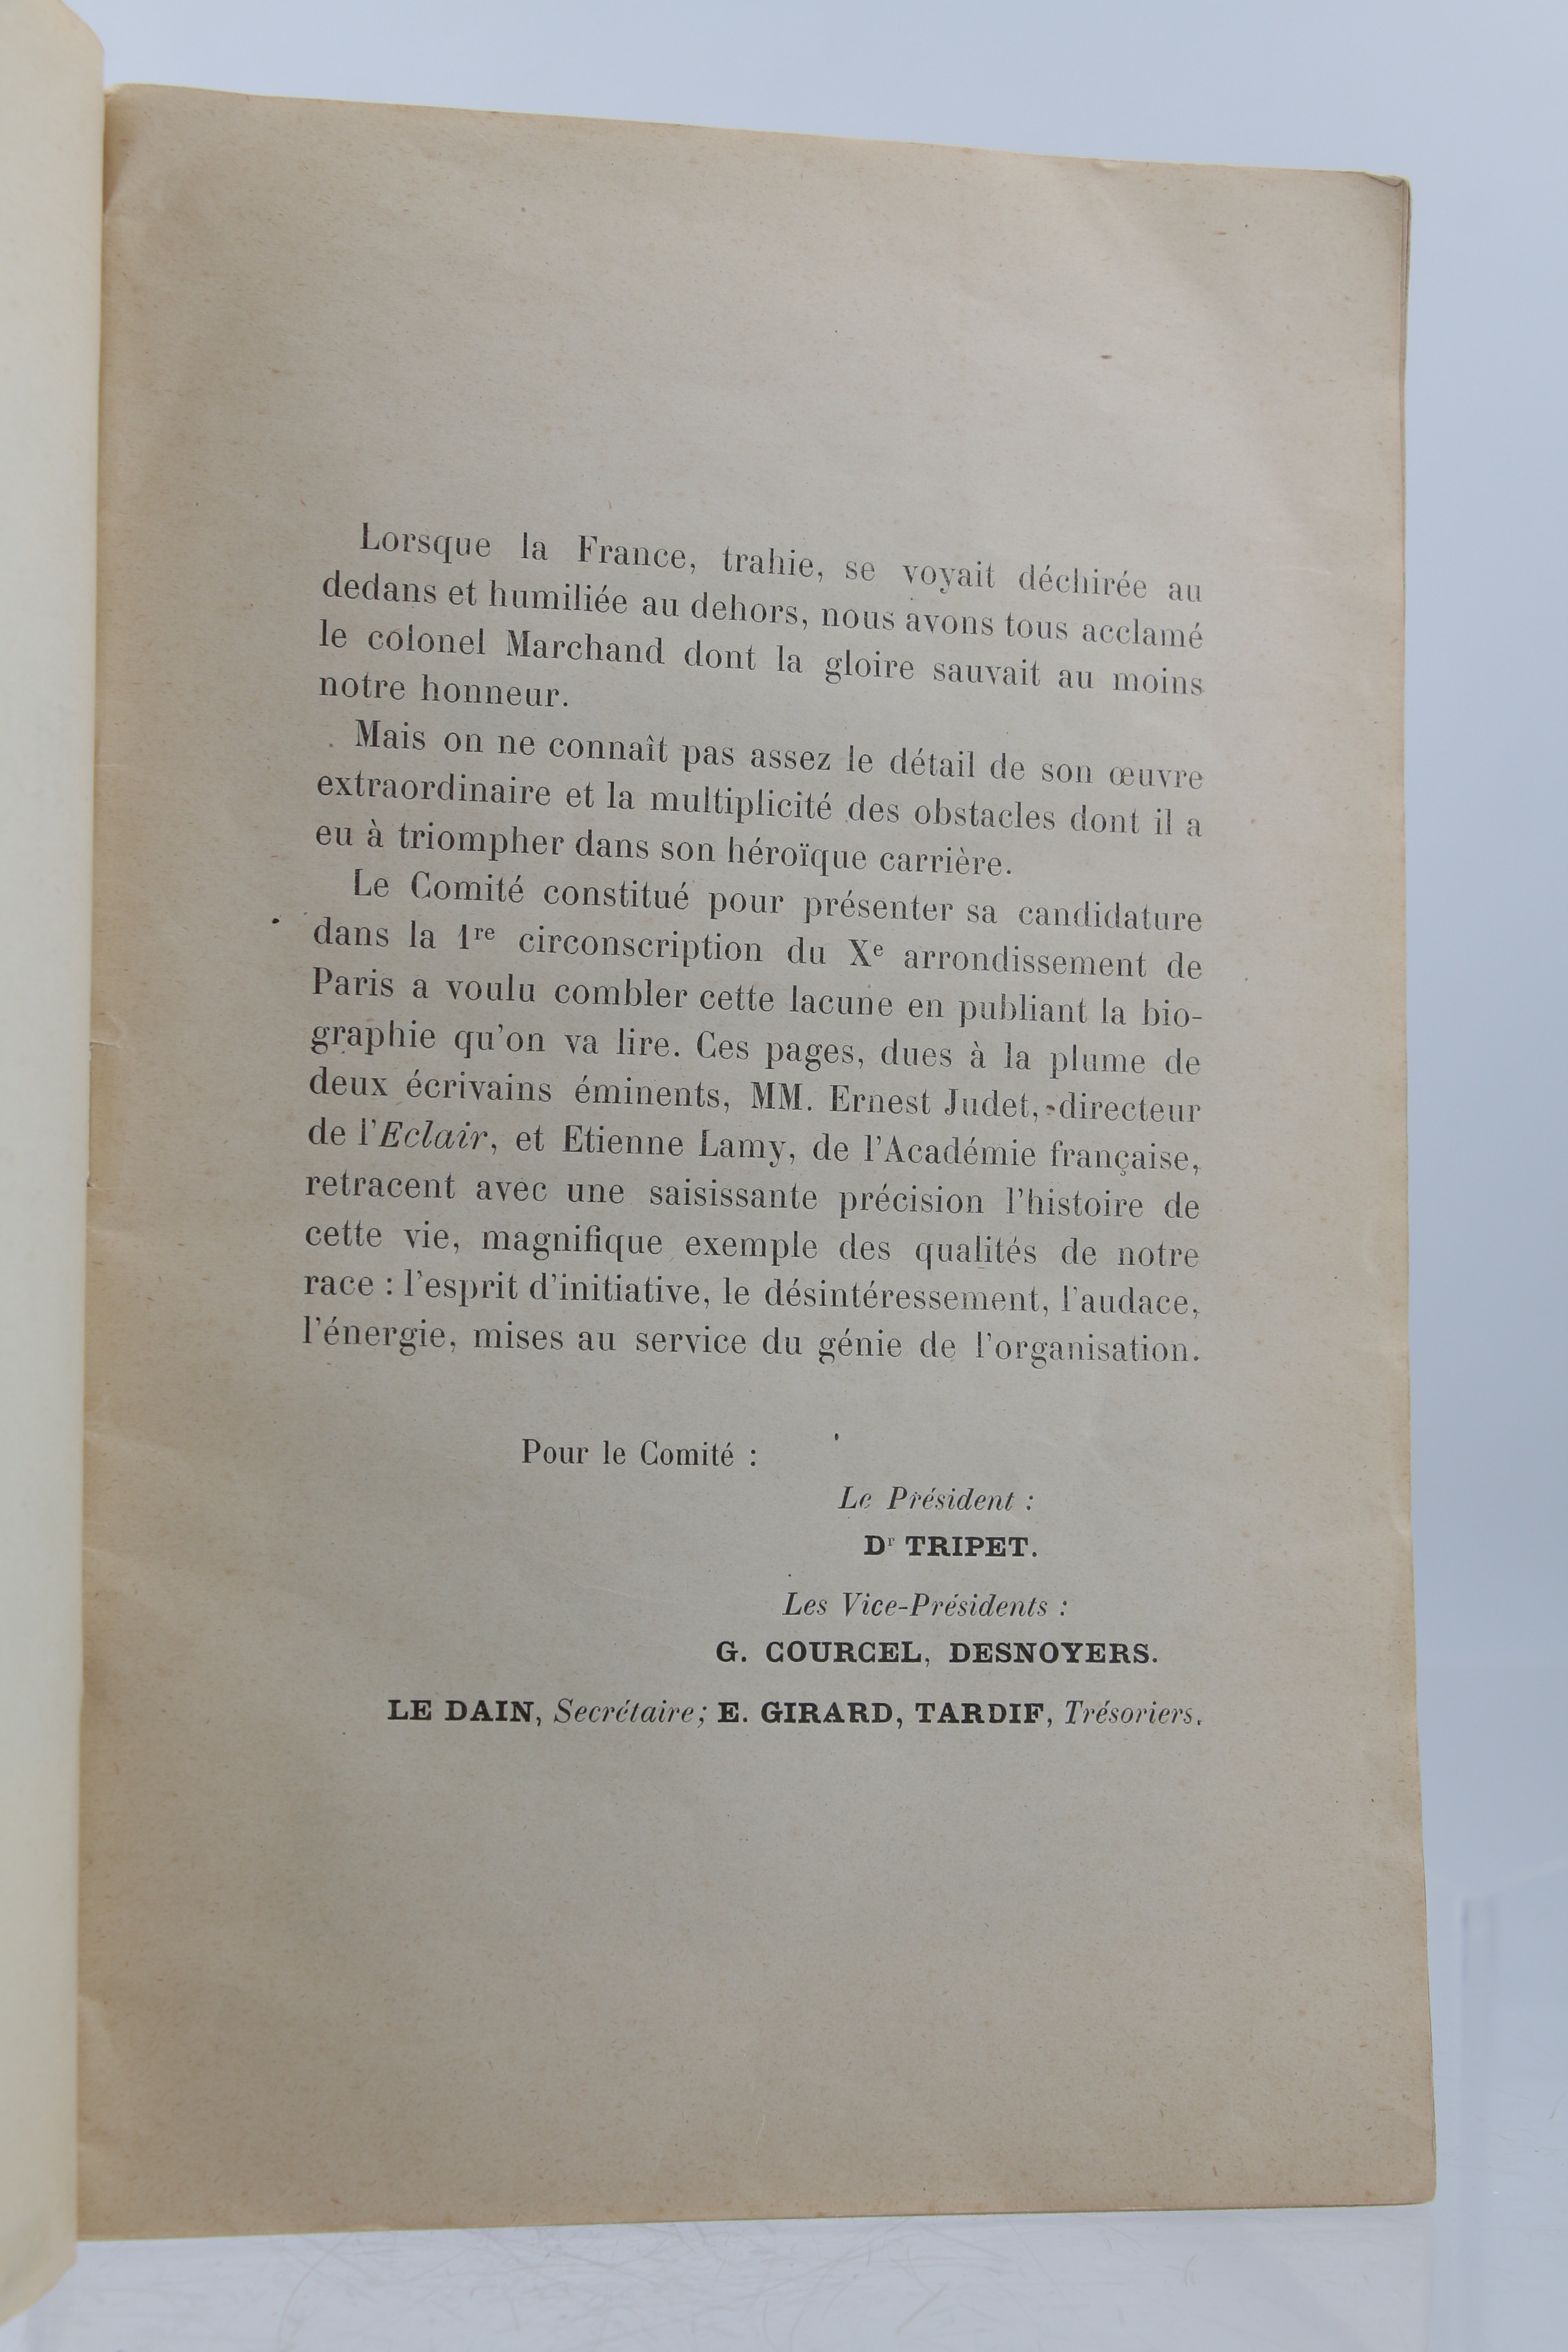 Lorsque la France, trahie, se voyait déchirée au
dedans et humiliée au dehors, nous avons tous acclamé
le colonel Marchand dont la gloire sauvait au moins
notre honneur.
Mais on ne connaît pas assez le détail de son œuvre
extraordinaire et la multiplicité des obstacles dont il a
eu à triompher dans son héroïque carrière.
Le Comité constitué pour présenter sa candidature
dans la 1re circonscription du Xe arrondissement de
Paris a voulu combler cette lacune en publiant la bio-
graphie qu'on va lire. Ces pages, dues à la plume de
deux écrivains éminents, MM. Ernest Judet, directeur
de l'Eclair, et Etienne Lamy, de l'Académie française,
retracent avec une saisissante précision l'histoire de
cette vie, magnifique exemple des qualités de notre
race : l'esprit d'initiative, le désintéressement, l'audace,
l'énergie, mises au service du génie de l'organisation.
Pour le Comité :
Le Président :
Dr TRIPET.
Les Vice-Présidents :
G. COURCEL, DESNOYERS.
LE DAIN, Secrétaire; E. GIRARD, TARDIF, Trésoriers.